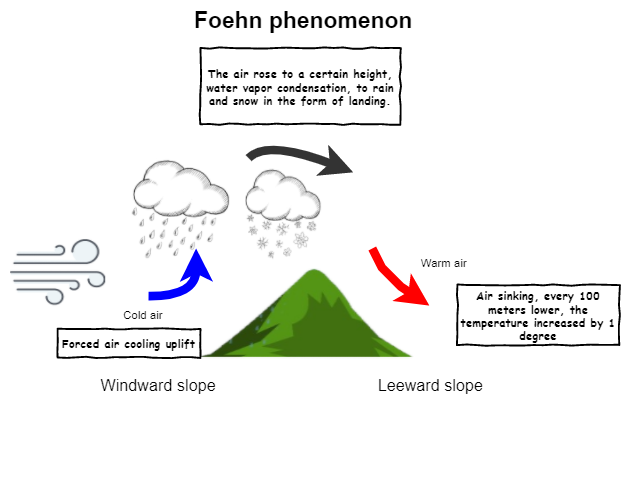 Foehn phenomenon
The air rose to a certain height,
water vapor condensation, to rain
and snow in the form of landing.
Warm air
Air sinking, every 100
meters lower, the
temperature increased by 1
degree
Cold air
Forced air cooling uplift
Windward slope
Leeward slope